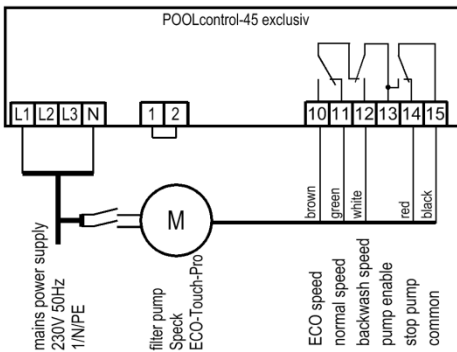 POOLcontrol-45 exclusiv
L1 L2 L3 N
1 2
10 11 12 13 14 15
brown
green
white
red
black
M
mains power supply
230V 50Hz
1/N/PE
filter pump
Speck
ECO-Touch-Pro
ECO speed
normal speed
backwash speed
pump enable
stop pump
common